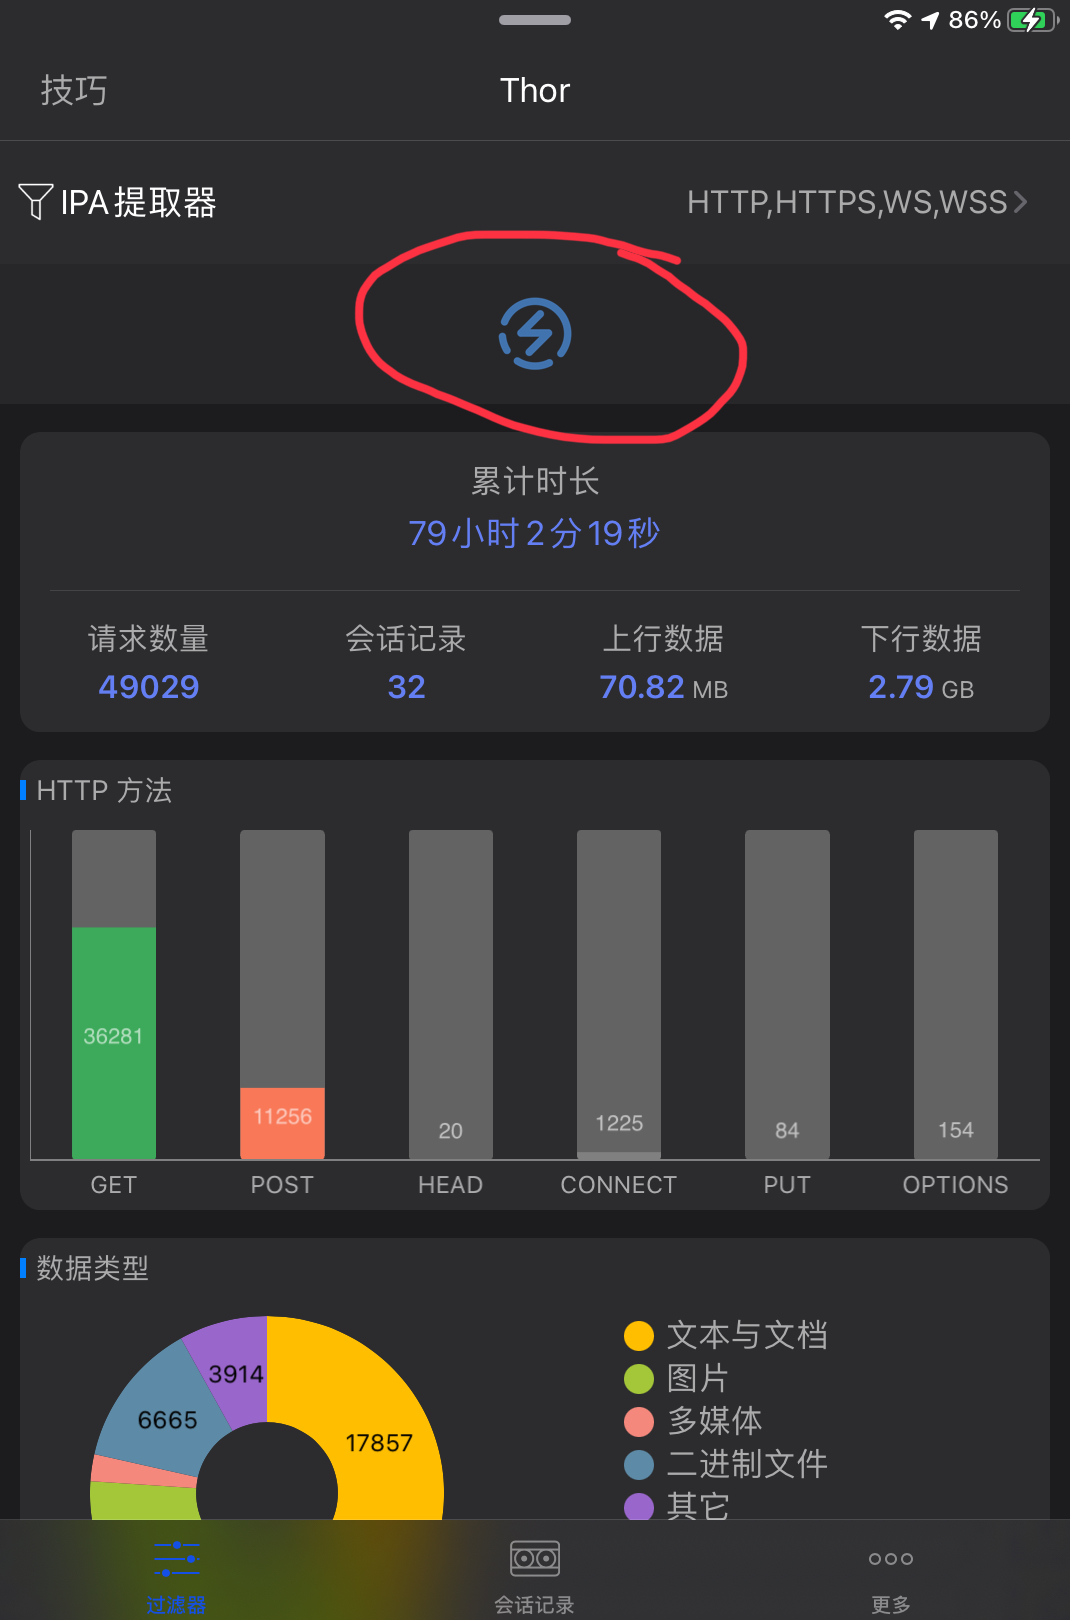 86%
技巧
Thor
IPA提取器
HTTP,HTTPS,WS,WSS
累计时长
79小时2分19秒
请求数量 会话记录 上行数据 下行数据
49029 32 70.82 MB 2.79 GB
HTTP 方法
36281 11256 20 1225 84 154
GET POST HEAD CONNECT PUT OPTIONS
数据类型
3914
6665
17857
文本与文档
图片
多媒体
二进制文件
其它
过滤器 会话记录 更多